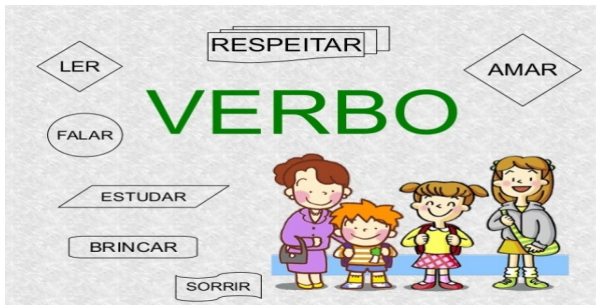 RESPEITAR
LER
AMAR
VERBO
FALAR
ESTUDAR
BRINCAR
SORRIR